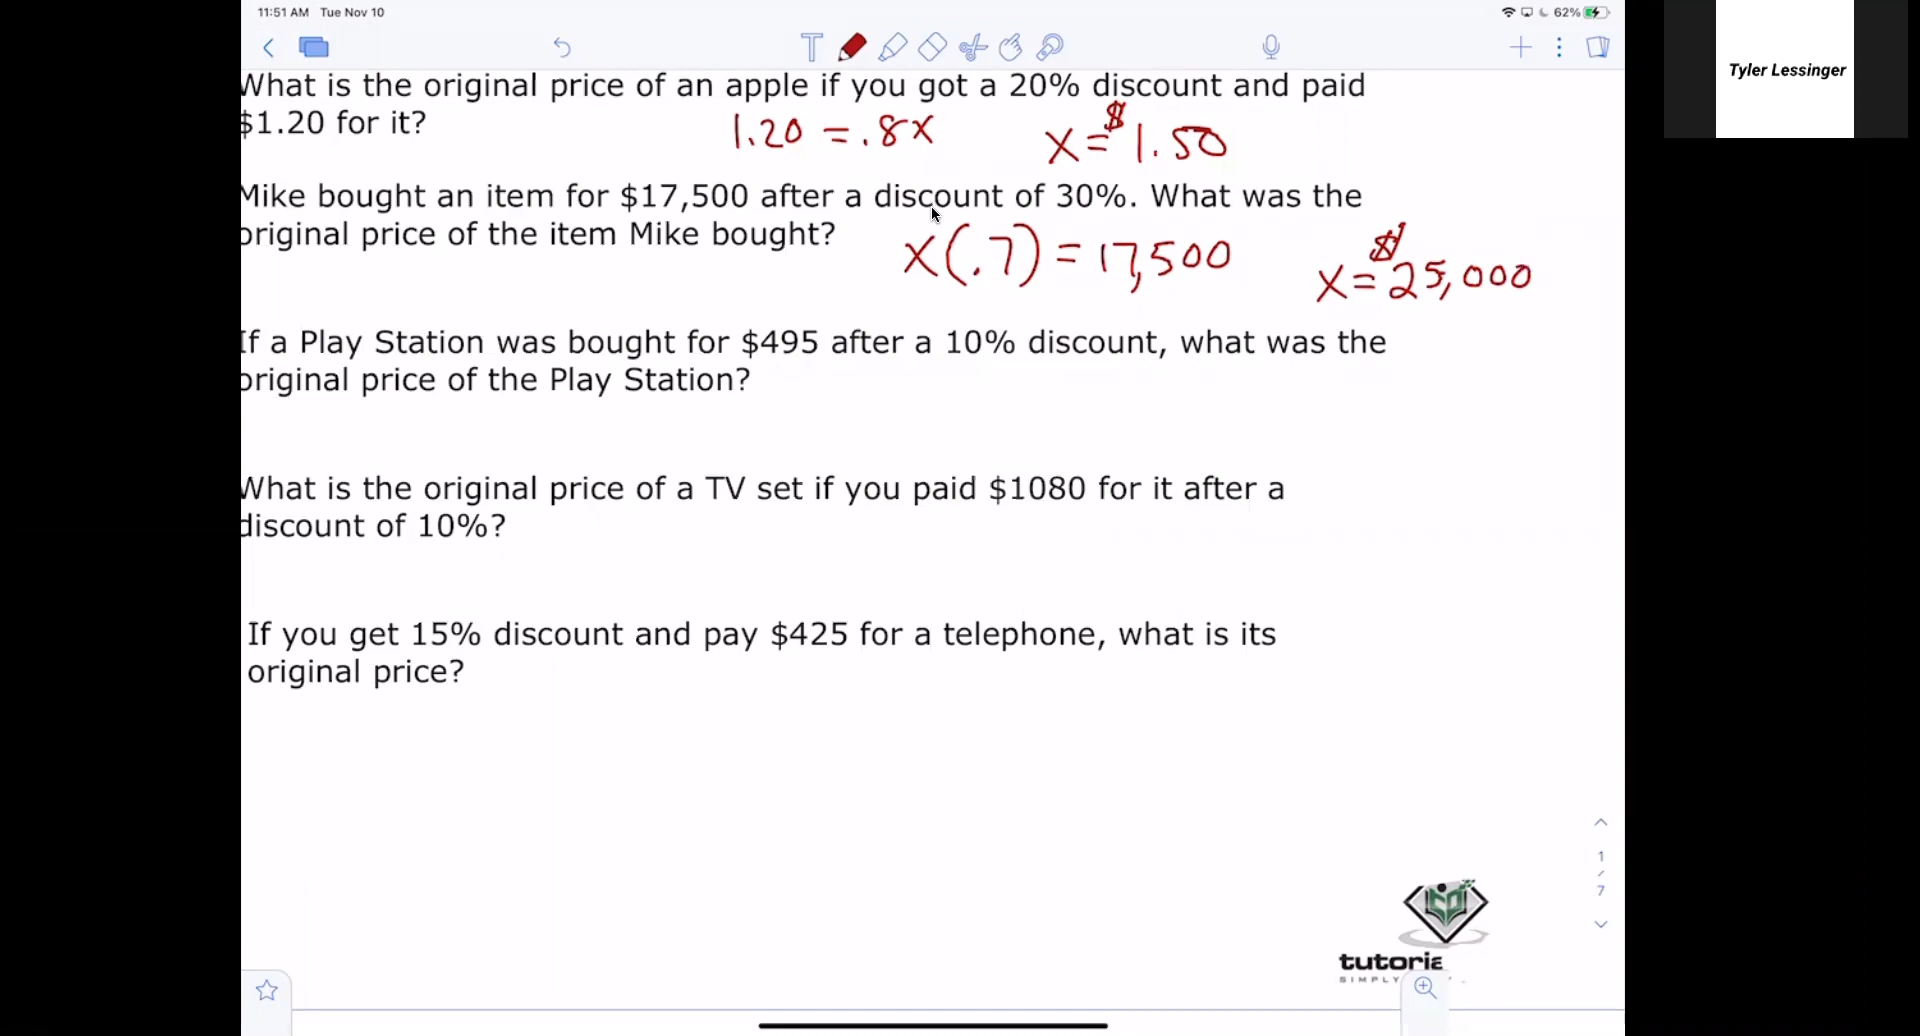 11:51 AM Tue Nov 10
62%
Tyler Lessinger
What is the original price of an apple if you got a 20% discount and paid
$1.20 for it?
1.20 = .8x
x = $1.50
Mike bought an item for $17,500 after a discount of 30%. What was the
original price of the item Mike bought?
x(.7) = 17,500
x = $25,000
If a Play Station was bought for $495 after a 10% discount, what was the
original price of the Play Station?
What is the original price of a TV set if you paid $1080 for it after a
discount of 10%?
If you get 15% discount and pay $425 for a telephone, what is its
original price?
1
/
7
tutoria
SIMPLY